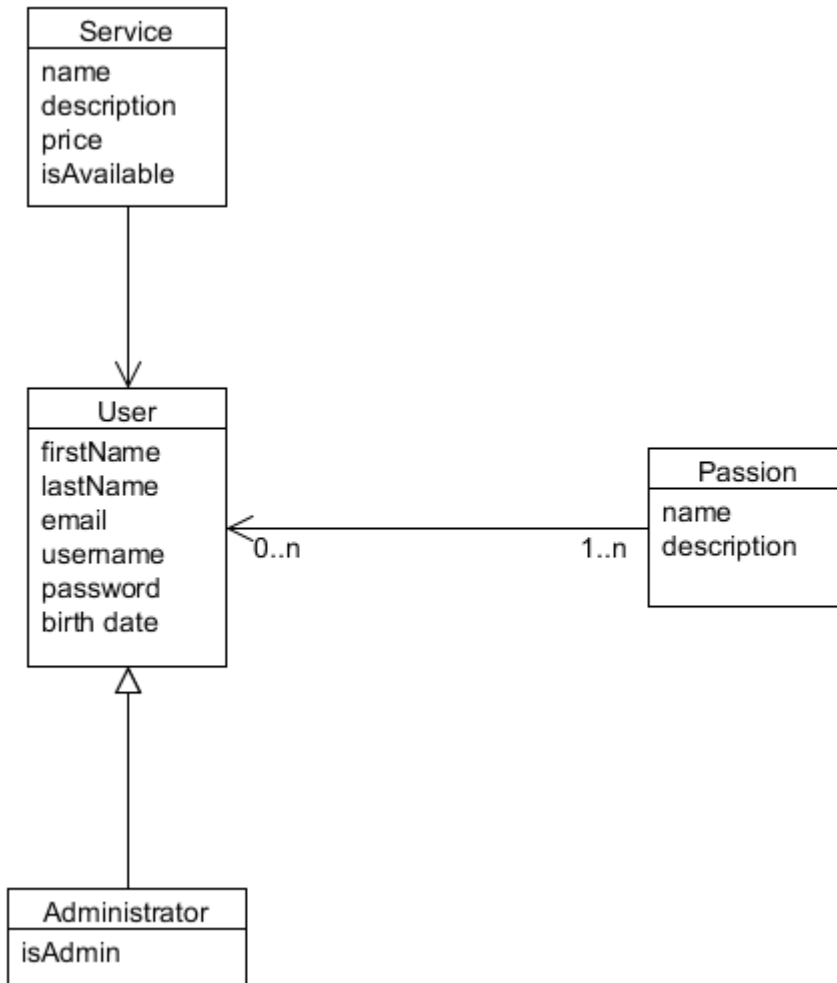 Service
name
description
price
isAvailable
User
firstName
lastName
email
username
password
birth date
0..n
1..n
Passion
name
description
Administrator
isAdmin